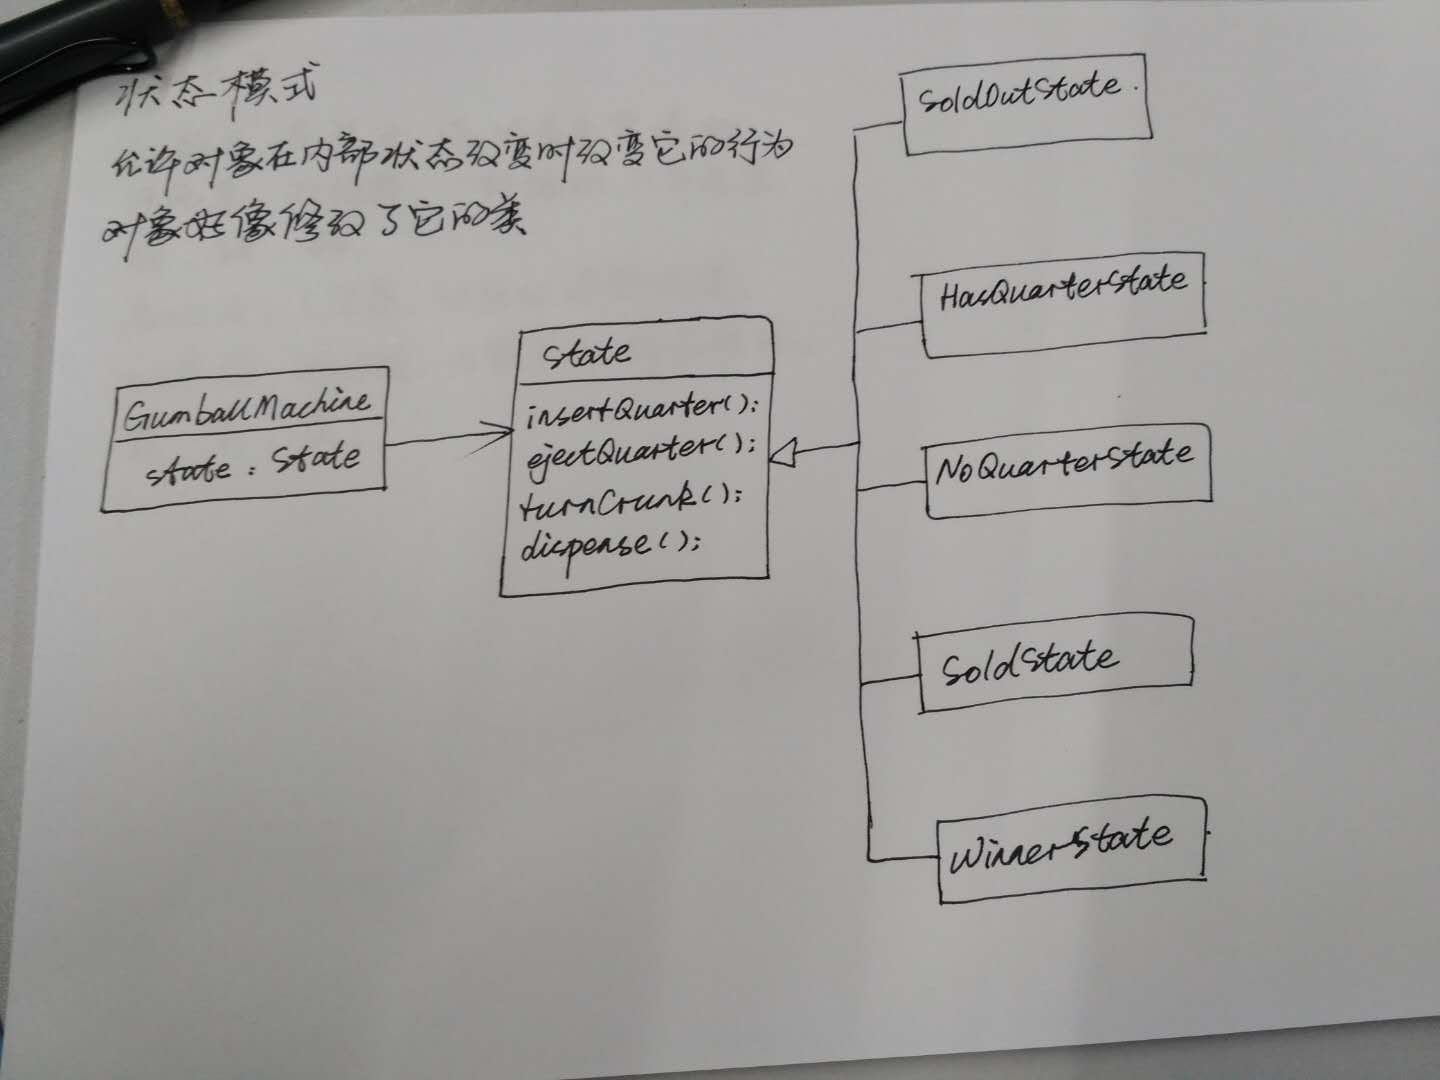 状态模式
允许对象在内部状态改变时改变它的行为
对象好像修改了它的类
GumballMachine
state : State
state
insertQuarter();
ejectQuarter();
turnCrunk();
dispense();
SoldOutState.
HasQuarterState
NoQuarterState
SoldState
WinnerState